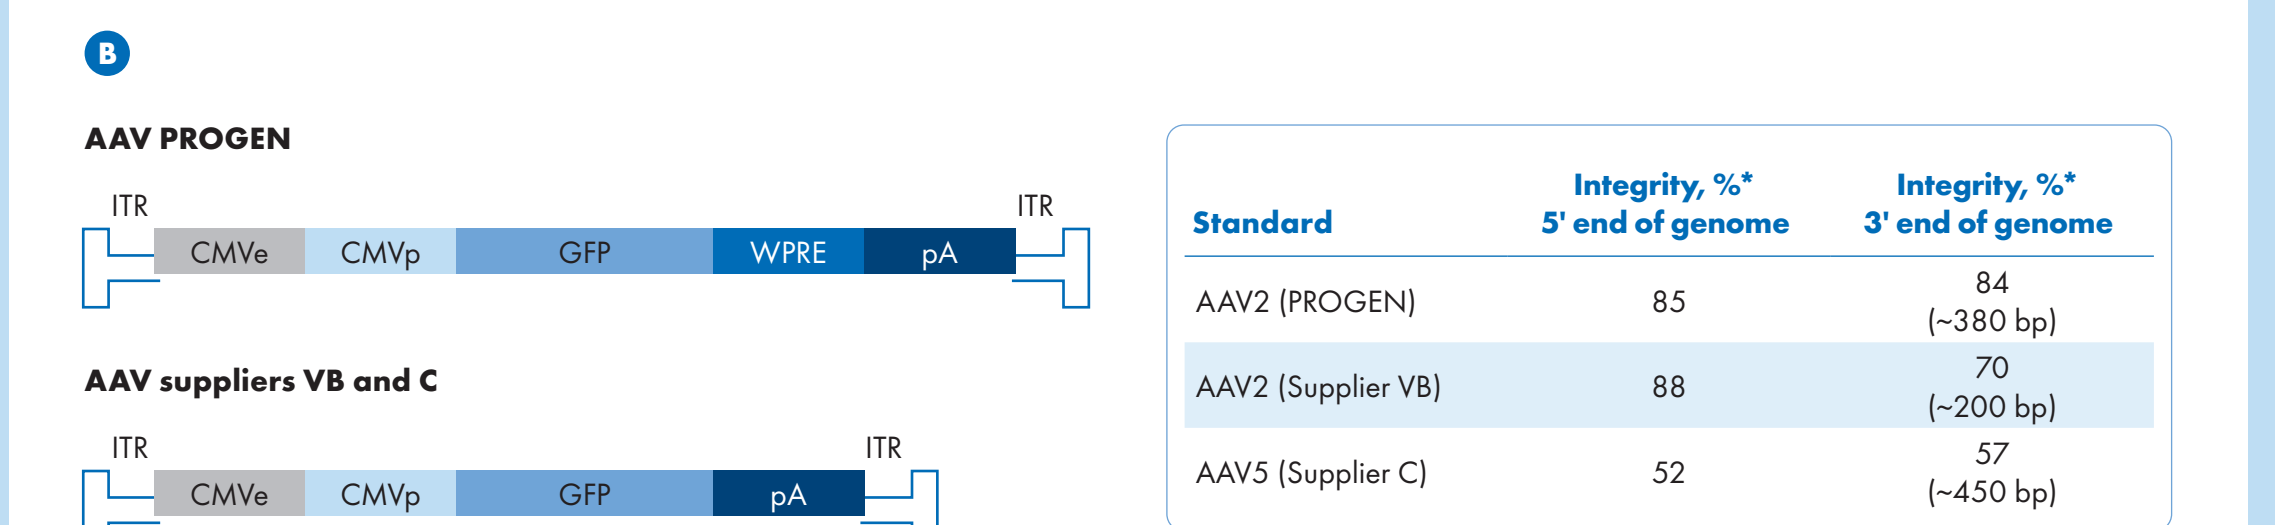 B
AAV PROGEN
ITR ITR
CMVe CMVp GFP WPRE pA
AAV suppliers VB and C
ITR ITR
CMVe CMVp GFP pA
Standard
Integrity, %*
5' end of genome
Integrity, %*
3' end of genome
AAV2 (PROGEN) 85 84
(~380 bp)
AAV2 (Supplier VB) 88 70
(~200 bp)
AAV5 (Supplier C) 52 57
(~450 bp)